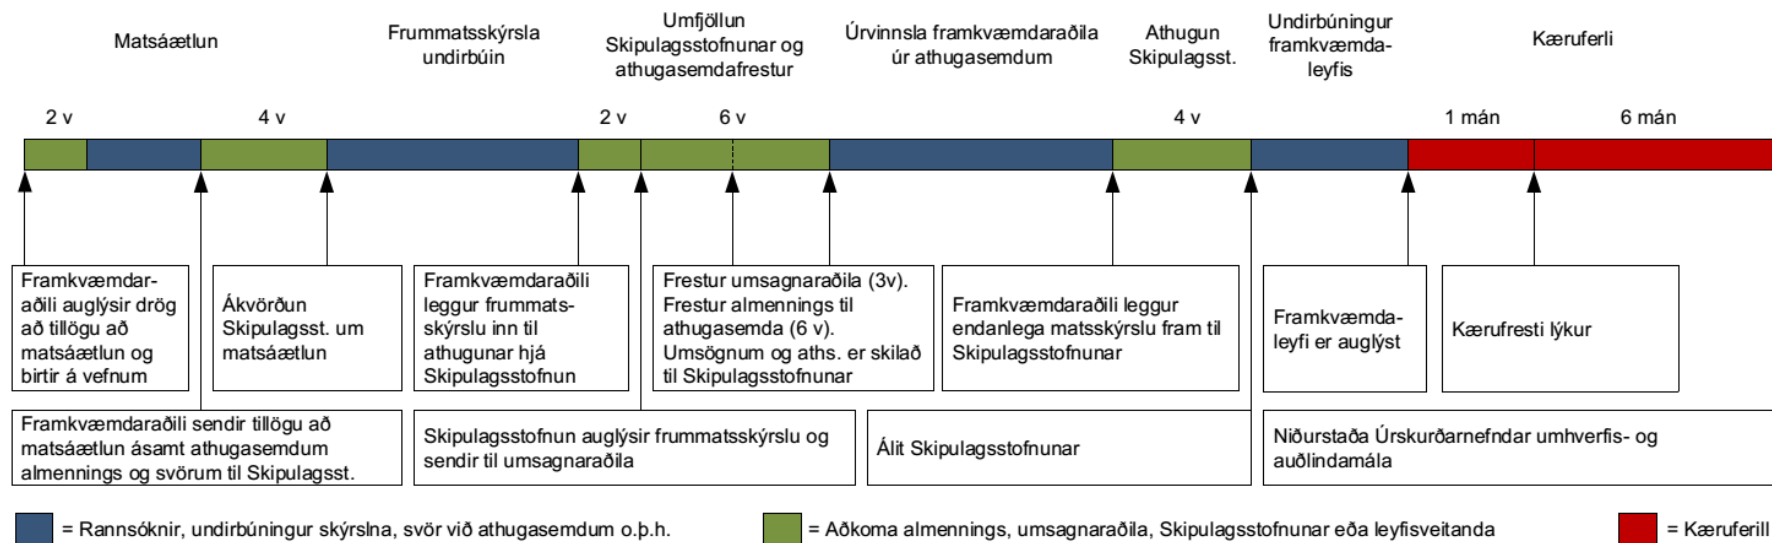 Matsáætlun
Frummatsskýrsla
undirbúin
Umfjöllun
Skipulagsstofnunar og
athugasemdafrestur
Úrvinnsla framkvæmdaraðila
úr athugasemdum
Athugun
Skipulagsst.
Undirbúningur
framkvæmda-
leyfis
Kæruferli
2 v
4 v
2 v
6 v
4 v
1 mán
6 mán
Framkvæmdar-
aðili auglýsir drög
að tillögu að
matsáætlun og
birtir á vefnum
Ákvörðun
Skipulagsst. um
matsáætlun
Framkvæmdaraðili
leggur frummats-
skýrslu inn til
athugunar hjá
Skipulagsstofnun
Frestur umsagnaraðila (3v).
Frestur almennings til
athugasemda (6 v).
Umsögnum og aths. er skilað
til Skipulagsstofnunar
Framkvæmdaraðili leggur
endanlega matsskýrslu fram til
Skipulagsstofnunar
Framkvæmda-
leyfi er auglýst
Kærufresti lýkur
Framkvæmdaraðili sendir tillögu að
matsáætlun ásamt athugasemdum
almennings og svörum til Skipulagsst.
Skipulagsstofnun auglýsir frummatsskýrslu og
sendir til umsagnaraðila
Álit Skipulagsstofnunar
Niðurstaða Úrskurðarnefndar umhverfis- og
auðlindamála
= Rannsóknir, undirbúningur skýrslna, svör við athugasemdum o.þ.h.
= Aðkoma almennings, umsagnaraðila, Skipulagsstofnunar eða leyfisveitanda
= Kæruferill